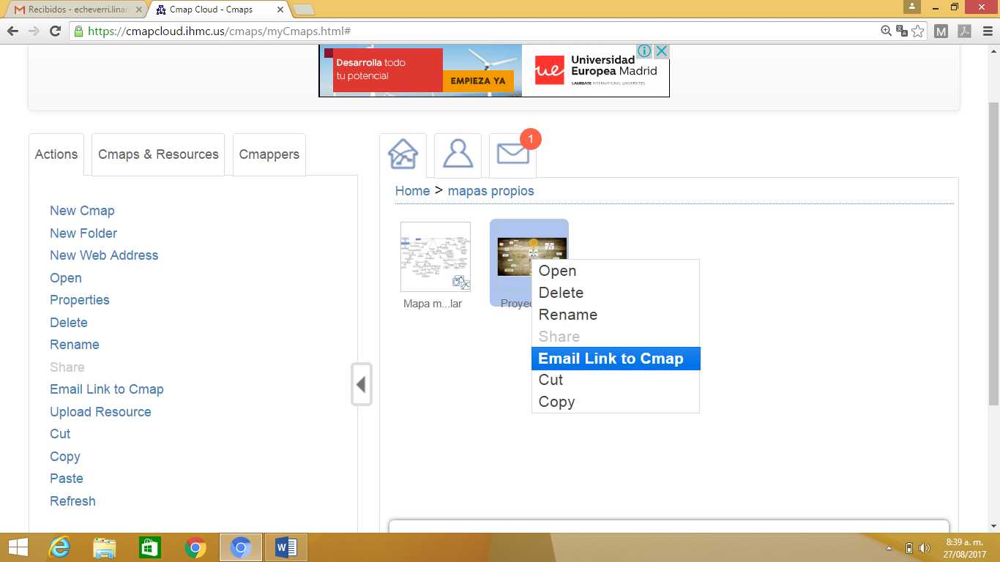 Recibidos - echeverri.linan
Cmap Cloud - Cmaps
https://cmapcloud.ihmc.us/cmaps/myCmaps.html#
Desarrolla todo
tu potencial
EMPIEZA YA
ue
Universidad
Europea Madrid
LAUREATE INTERNATIONAL UNIVERSITIES
Actions
Cmaps & Resources
Cmappers
1
Home > mapas propios
New Cmap
New Folder
New Web Address
Open
Properties
Delete
Rename
Share
Email Link to Cmap
Upload Resource
Cut
Copy
Paste
Refresh
Mapa m...lar
Proyec
Open
Delete
Rename
Share
Email Link to Cmap
Cut
Copy
8:39 a. m.
27/08/2017